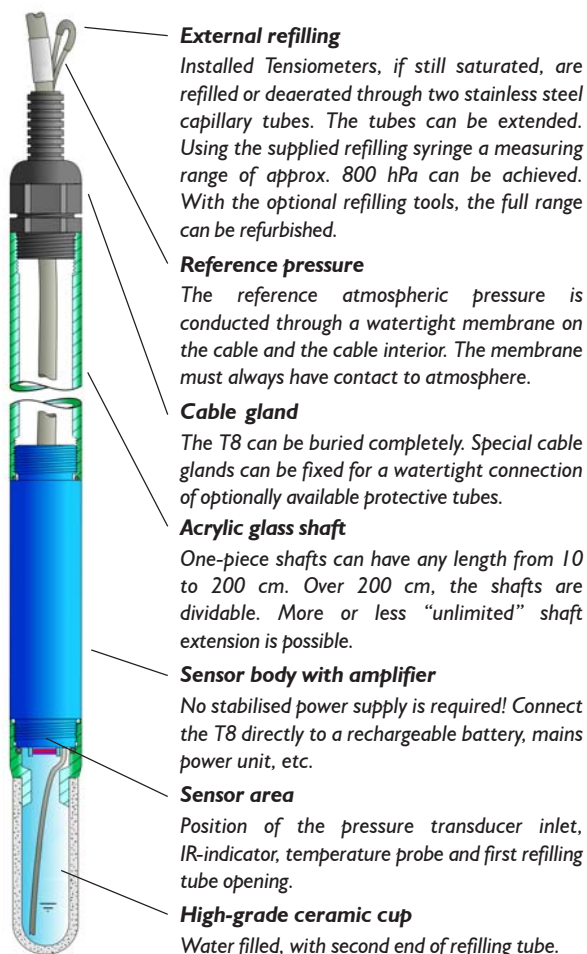 External refilling
Installed Tensiometers, if still saturated, are
refilled or deaerated through two stainless steel
capillary tubes. The tubes can be extended.
Using the supplied refilling syringe a measuring
range of approx. 800 hPa can be achieved.
With the optional refilling tools, the full range
can be refurbished.
Reference pressure
The reference atmospheric pressure is
conducted through a watertight membrane on
the cable and the cable interior. The membrane
must always have contact to atmosphere.
Cable gland
The T8 can be buried completely. Special cable
glands can be fixed for a watertight connection
of optionally available protective tubes.
Acrylic glass shaft
One-piece shafts can have any length from 10
to 200 cm. Over 200 cm, the shafts are
dividable. More or less “unlimited” shaft
extension is possible.
Sensor body with amplifier
No stabilised power supply is required! Connect
the T8 directly to a rechargeable battery, mains
power unit, etc.
Sensor area
Position of the pressure transducer inlet,
IR-indicator, temperature probe and first refilling
tube opening.
High-grade ceramic cup
Water filled, with second end of refilling tube.